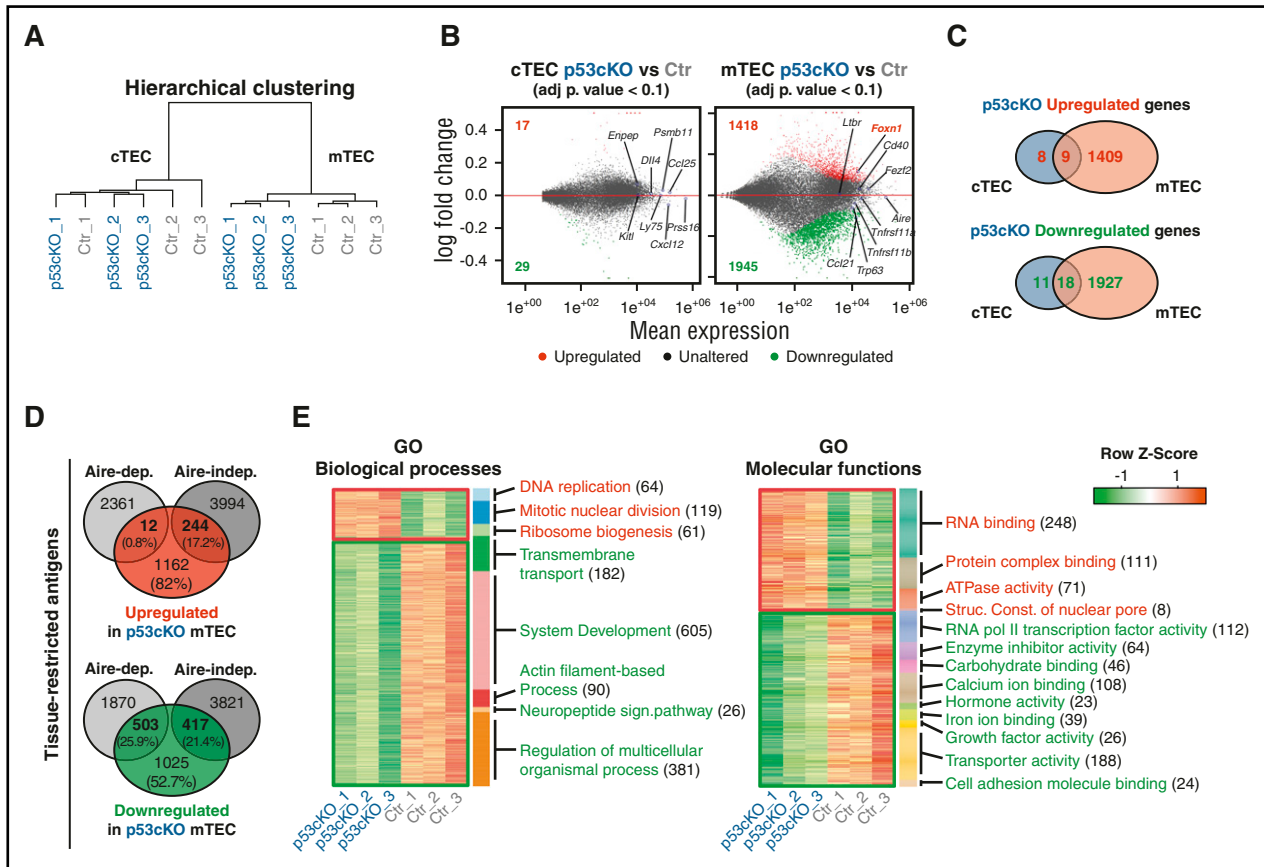 A
Hierarchical clustering
cTEC
mTEC
p53cKO_1
Ctr_1
p53cKO_2
p53cKO_3
Ctr_2
Ctr_3
p53cKO_1
p53cKO_2
p53cKO_3
Ctr_1
Ctr_2
Ctr_3
B
cTEC p53cKO vs Ctr
(adj p. value < 0.1)
mTEC p53cKO vs Ctr
(adj p. value < 0.1)
log fold change
0.4
0.2
0.0
-0.2
-0.4
17
29
Enpep
Psmb11
Dll4
Ccl25
Kitl
Ly75
Prss16
Cxcl12
1418
1945
Ltbr
Foxn1
Cd40
Fezf2
Aire
Tnfrsf11a
Tnfrsf11b
Ccl21
Trp63
1e+00
1e+02
1e+04
1e+06
1e+00
1e+02
1e+04
1e+06
Mean expression
Upregulated
Unaltered
Downregulated
C
p53cKO Upregulated genes
8
9
1409
cTEC
mTEC
p53cKO Downregulated genes
11
18
1927
cTEC
mTEC
D
Tissue-restricted antigens
Aire-dep.
Aire-indep.
2361
3994
12
(0.8%)
244
(17.2%)
1162
(82%)
Upregulated
in p53cKO mTEC
Aire-dep.
Aire-indep.
1870
3821
503
(25.9%)
417
(21.4%)
1025
(52.7%)
Downregulated
in p53cKO mTEC
E
GO
Biological processes
DNA replication (64)
Mitotic nuclear division (119)
Ribosome biogenesis (61)
Transmembrane
transport (182)
System Development (605)
Actin filament-based
Process (90)
Neuropeptide sign.pathway (26)
Regulation of multicellular
organismal process (381)
p53cKO_1
p53cKO_2
p53cKO_3
Ctr_1
Ctr_2
Ctr_3
GO
Molecular functions
RNA binding (248)
Protein complex binding (111)
ATPase activity (71)
Struc. Const. of nuclear pore (8)
RNA pol II transcription factor activity (112)
Enzyme inhibitor activity (64)
Carbohydrate binding (46)
Calcium ion binding (108)
Hormone activity (23)
Iron ion binding (39)
Growth factor activity (26)
Transporter activity (188)
Cell adhesion molecule binding (24)
p53cKO_1
p53cKO_2
p53cKO_3
Ctr_1
Ctr_2
Ctr_3
Row Z-Score
-1
1